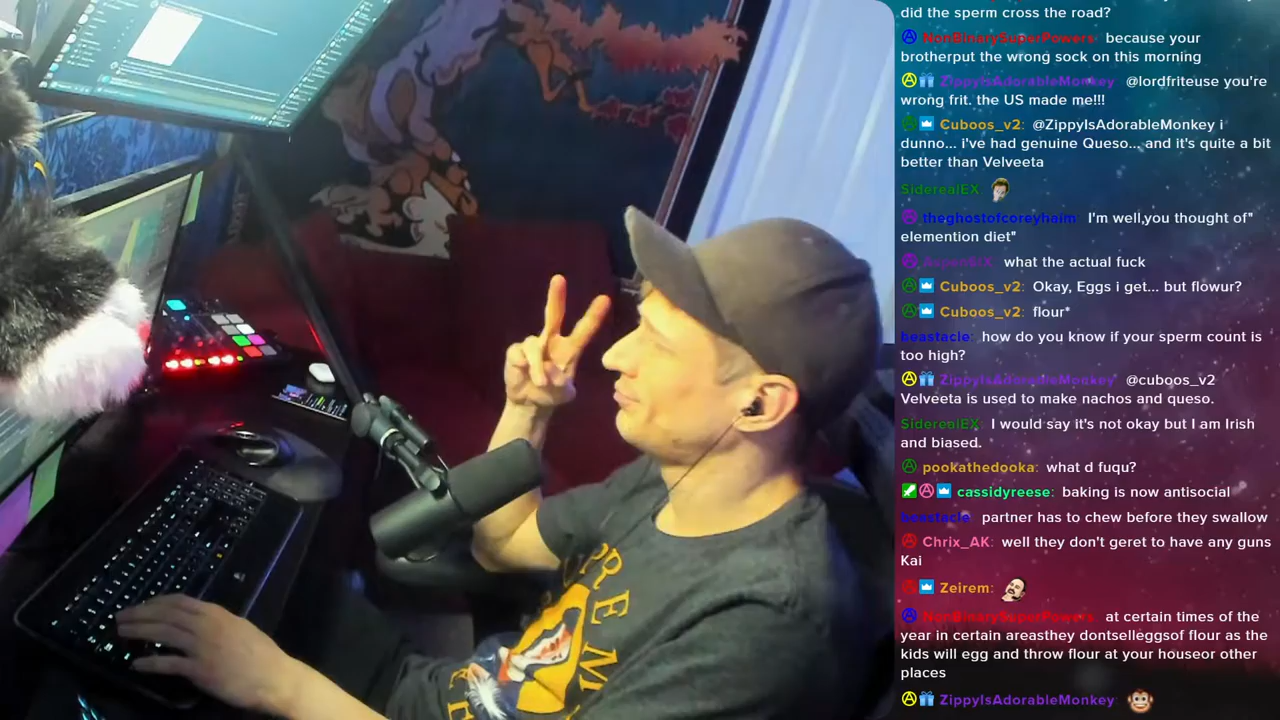 did the sperm cross the road?
NonBinarySuperPowers: because your
brotherput the wrong sock on this morning
ZippyIsAdorableMonkey @lordfriteuse you're
wrong frit. the US made me!!!
Cuboos_v2: @ZippyIsAdorableMonkey i
dunno... i've had genuine Queso... and it's quite a bit
better than Velveeta
SiderealEX
theghostofcoreyhaim: I'm well,you thought of"
elemention diet"
what the actual fuck
Cuboos_v2: Okay, Eggs i get... but flowur?
Cuboos_v2: flour*
beastacle: how do you know if your sperm count is
too high?
ZippyIsAdorableMonkey @cuboos_v2
Velveeta is used to make nachos and queso.
SiderealEX: I would say it's not okay but I am Irish
and biased.
pookathedooka: what d fuqu?
cassidyreese: baking is now antisocial
beastacle: partner has to chew before they swallow
Chrix_AK: well they don't geret to have any guns
Kai
Zeirem:
NonBinarySuperPowers: at certain times of the
year in certain areasthey dontselleggsof flour as the
kids will egg and throw flour at your houseor other
places
ZippyIsAdorableMonkey: